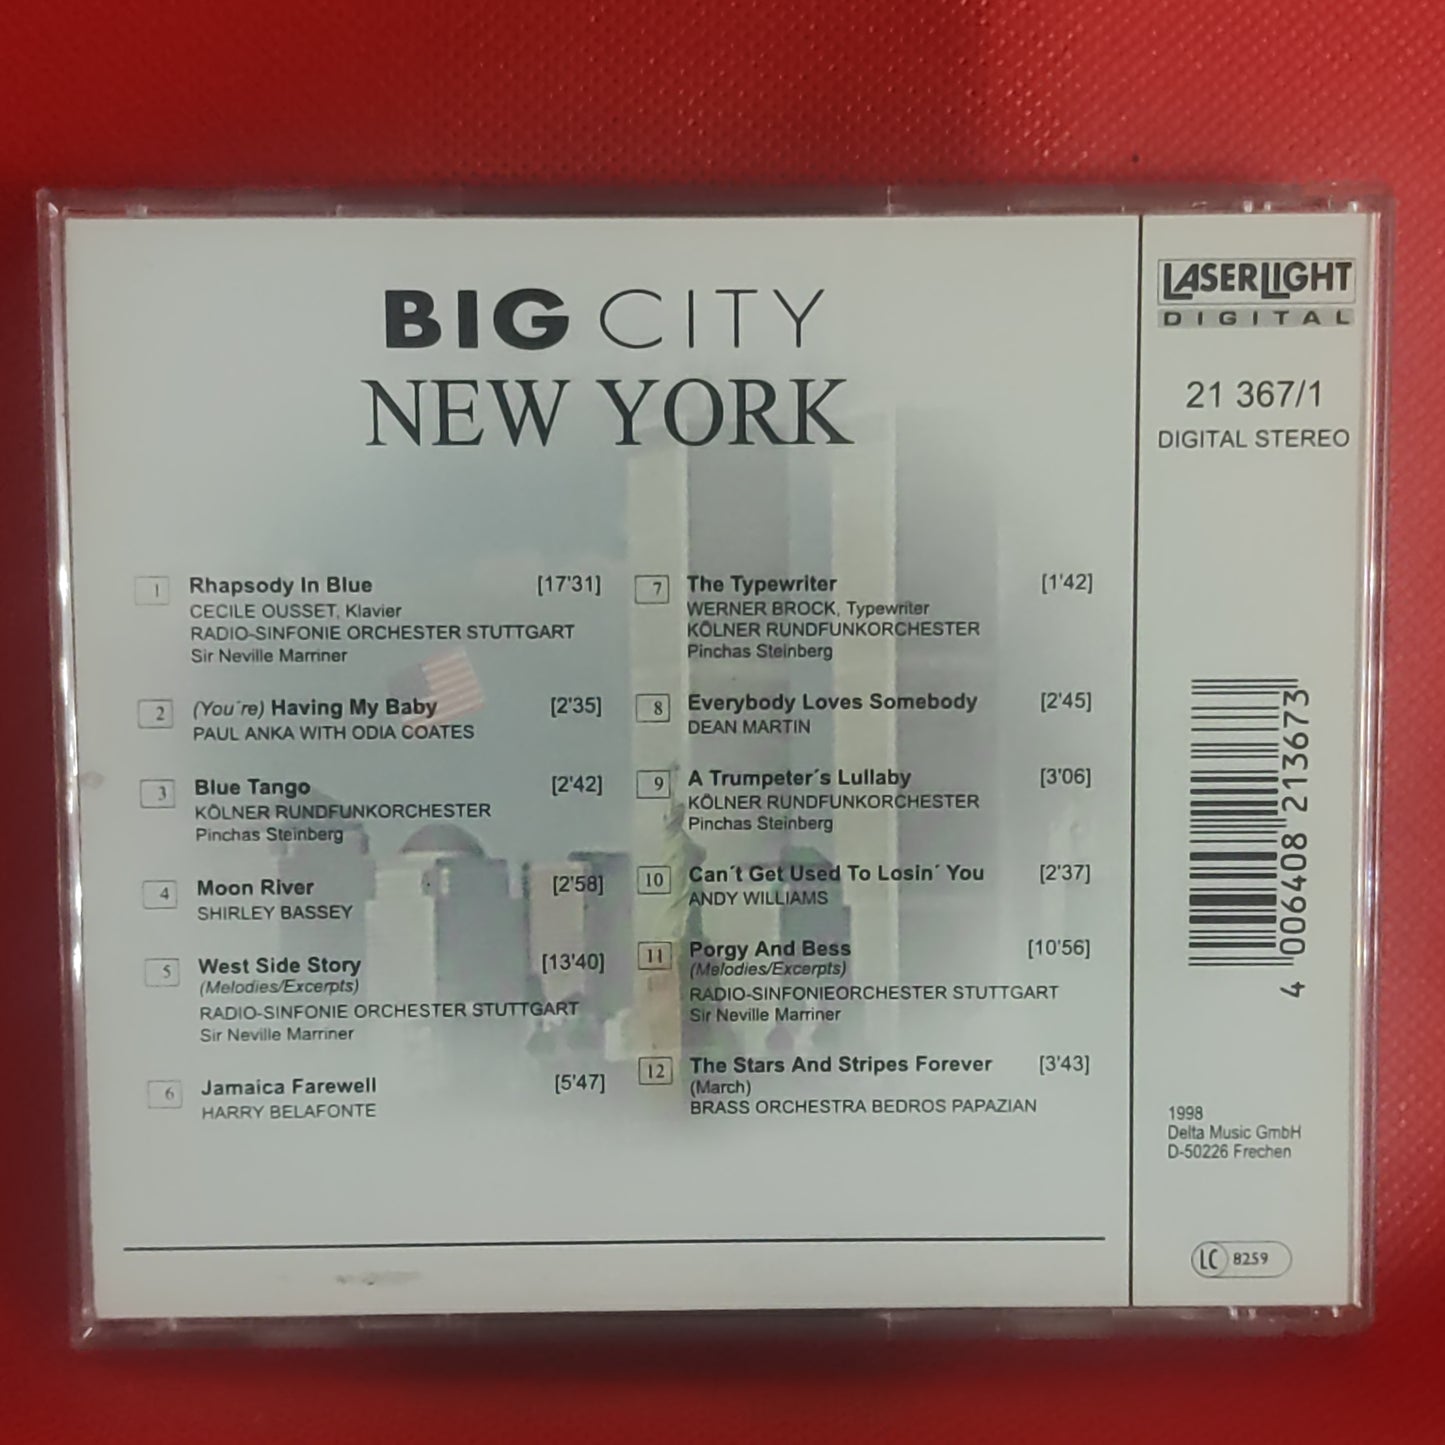 BIG CITY
NEW YORK
1 Rhapsody In Blue [17'31]
CECILE OUSSET, Klavier
RADIO-SINFONIE ORCHESTER STUTTGART
Sir Neville Marriner
2 (You´re) Having My Baby [2'35]
PAUL ANKA WITH ODIA COATES
3 Blue Tango [2'42]
KÖLNER RUNDFUNKORCHESTER
Pinchas Steinberg
4 Moon River [2'58]
SHIRLEY BASSEY
5 West Side Story [13'40]
(Melodies/Excerpts)
RADIO-SINFONIE ORCHESTER STUTTGART
Sir Neville Marriner
6 Jamaica Farewell [5'47]
HARRY BELAFONTE
7 The Typewriter [1'42]
WERNER BROCK, Typewriter
KÖLNER RUNDFUNKORCHESTER
Pinchas Steinberg
8 Everybody Loves Somebody [2'45]
DEAN MARTIN
9 A Trumpeter´s Lullaby [3'06]
KÖLNER RUNDFUNKORCHESTER
Pinchas Steinberg
10 Can´t Get Used To Losin´ You [2'37]
ANDY WILLIAMS
11 Porgy And Bess [10'56]
(Melodies/Excerpts)
RADIO-SINFONIEORCHESTER STUTTGART
Sir Neville Marriner
12 The Stars And Stripes Forever [3'43]
(March)
BRASS ORCHESTRA BEDROS PAPAZIAN
LASERLIGHT
DIGITAL
21 367/1
DIGITAL STEREO
4 006408 213673
1998
Delta Music GmbH
D-50226 Frechen
LC 8259